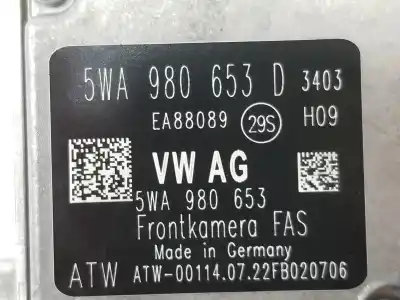 5WA 980 653 D 3403
EA88089 29S H09
VW AG
5WA 980 653
Frontkamera FAS
Made in Germany
ATW ATW-00114.07.22FB020706